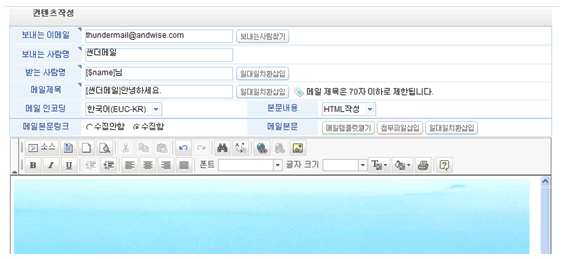 컨텐츠작성
보내는 이메일 thundermail@andwise.com 보내는사람찾기
보내는 사람명 썬더메일
받는 사람명 [$name]님 일대일치환삽입
메일제목 [썬더메일]안녕하세요. 일대일치환삽입 메일 제목은 70자 이하로 제한됩니다.
메일 인코딩 한국어(EUC-KR) 본문내용 HTML작성
메일본문링크 수집안함 수집함 메일본문 메일템플릿열기 첨부파일삽입 일대일치환삽입
소스
B I U 폰트 글자 크기